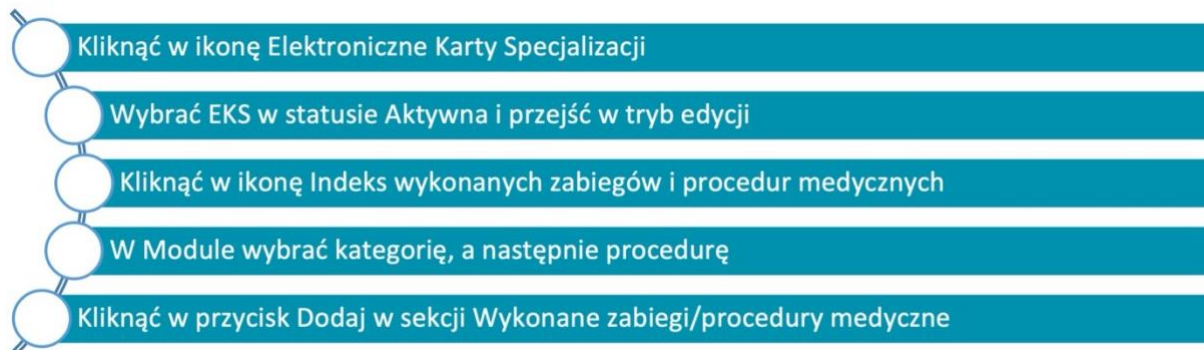 Kliknąć w ikonę Elektroniczne Karty Specjalizacji
Wybrać EKS w statusie Aktywna i przejść w tryb edycji
Kliknąć w ikonę Indeks wykonanych zabiegów i procedur medycznych
W Module wybrać kategorię, a następnie procedurę
Kliknąć w przycisk Dodaj w sekcji Wykonane zabiegi/procedury medyczne